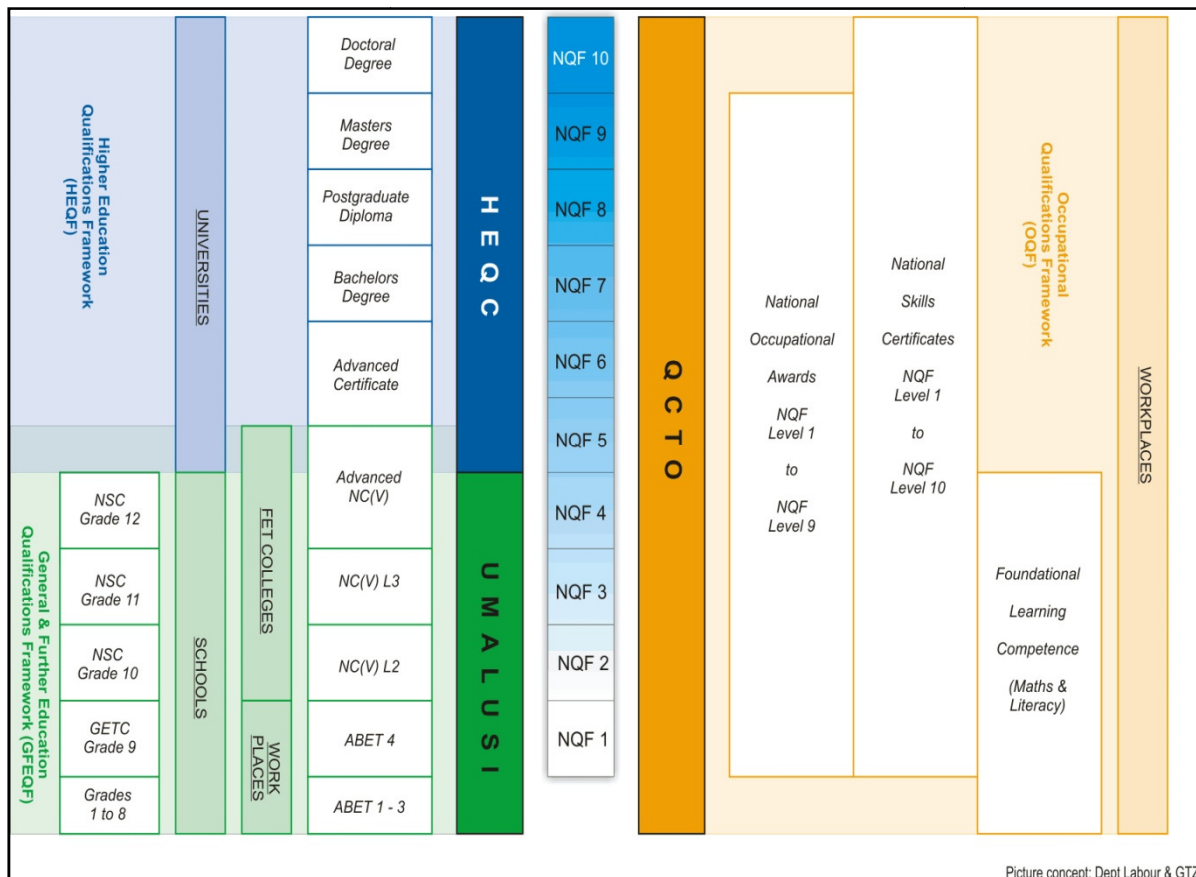 Higher Education
Qualifications Framework
(HEQF)
General & Further Education
Qualifications Framework (GFEQF)
NSC
Grade 12
NSC
Grade 11
NSC
Grade 10
GETC
Grade 9
Grades
1 to 8
UNIVERSITIES
SCHOOLS
FET COLLEGES
WORK
PLACES
Doctoral
Degree
Masters
Degree
Postgraduate
Diploma
Bachelors
Degree
Advanced
Certificate
Advanced
NC(V)
NC(V) L3
NC(V) L2
ABET 4
ABET 1 - 3
HEQC
UMALUSI
NQF 10
NQF 9
NQF 8
NQF 7
NQF 6
NQF 5
NQF 4
NQF 3
NQF 2
NQF 1
QCTO
National
Occupational
Awards
NQF
Level 1
to
NQF
Level 9
National
Skills
Certificates
NQF
Level 1
to
NQF
Level 10
Occupational
Qualifications Framework
(OQF)
Foundational
Learning
Competence
(Maths &
Literacy)
WORKPLACES
Picture concept: Dept Labour & GTZ